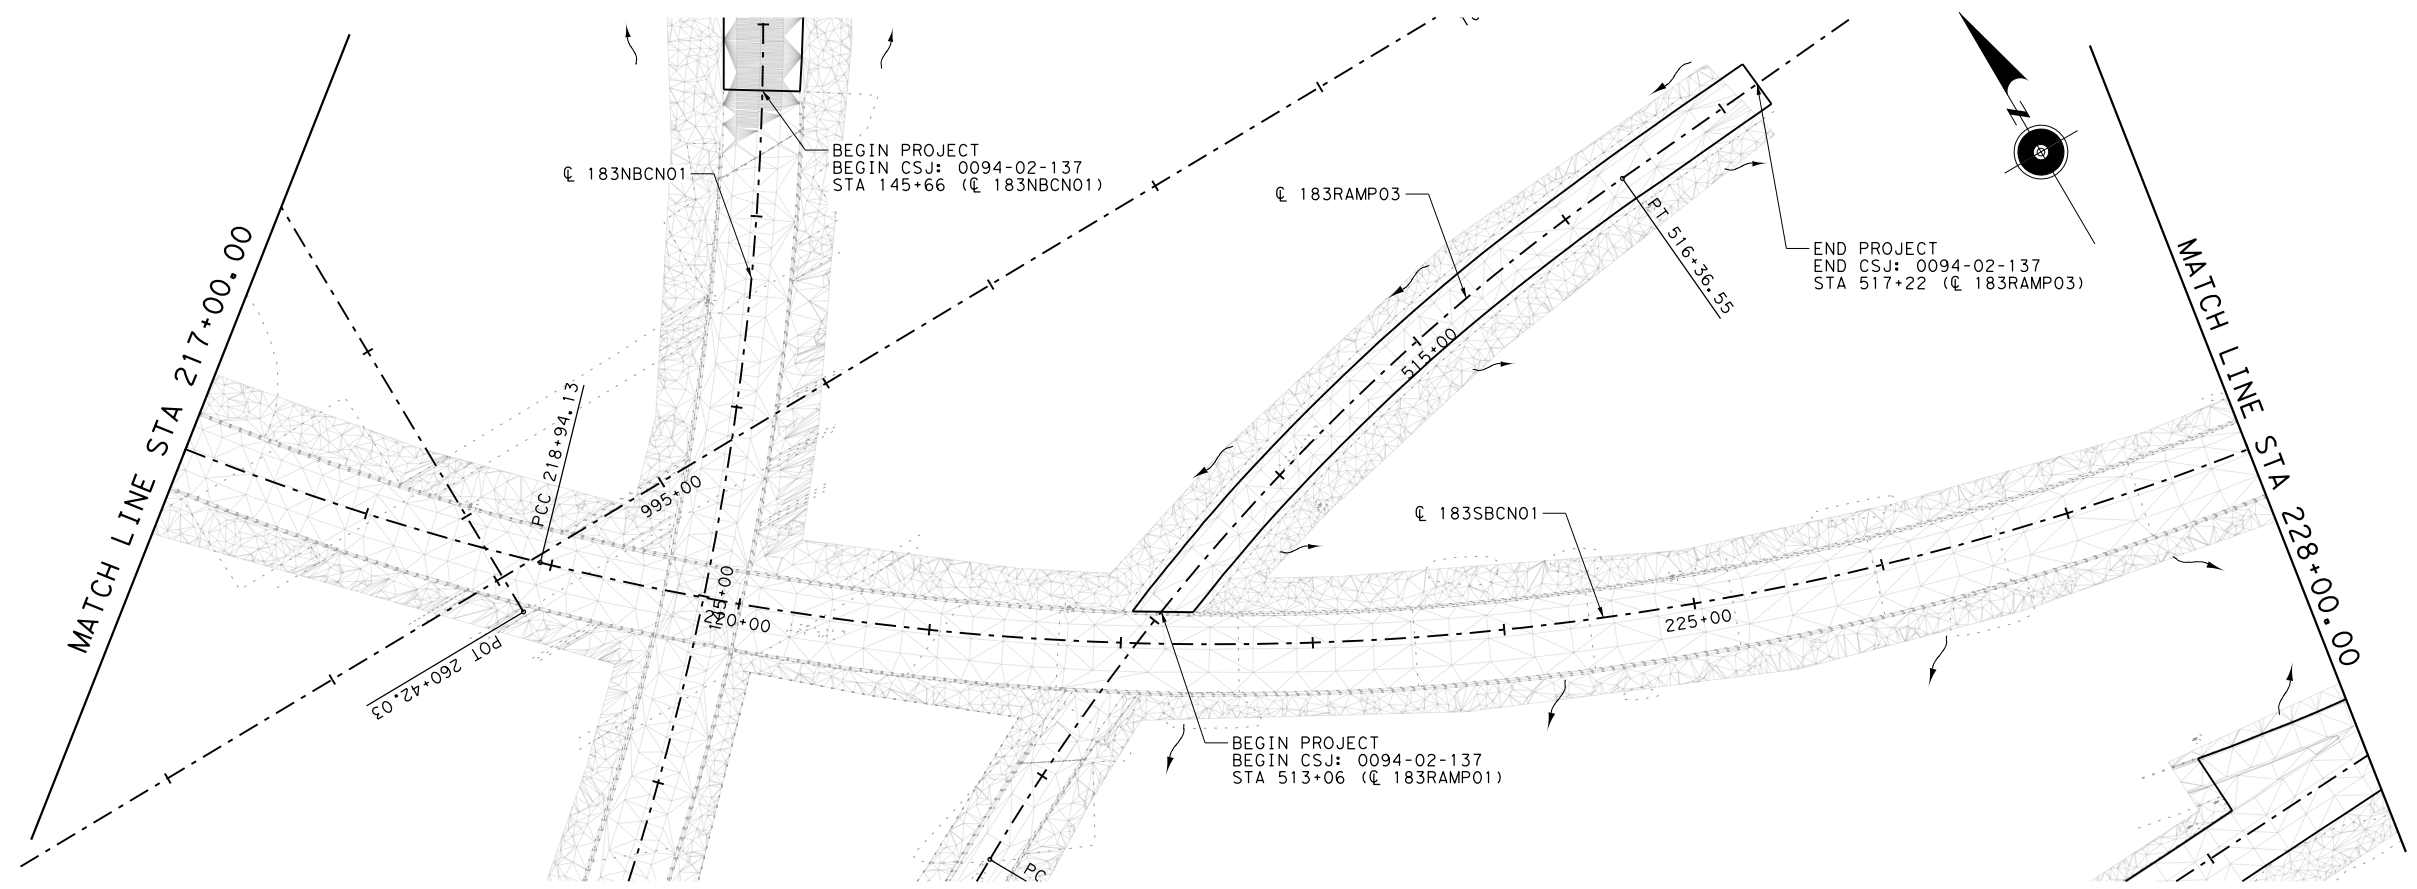 MATCH LINE STA 217+00.00
BEGIN PROJECT
BEGIN CSJ: 0094-02-137
STA 145+66 (℄ 183NBCN01)
℄ 183NBCN01
℄ 183RAMP03
PT 516+36.55
END PROJECT
END CSJ: 0094-02-137
STA 517+22 (℄ 183RAMP03)
N
MATCH LINE STA 228+00.00
515+00
PCC 218+94.13
995+00
℄ 183SBCN01
145+00
220+00
225+00
POT 260+42.03
BEGIN PROJECT
BEGIN CSJ: 0094-02-137
STA 513+06 (℄ 183RAMP01)
PC